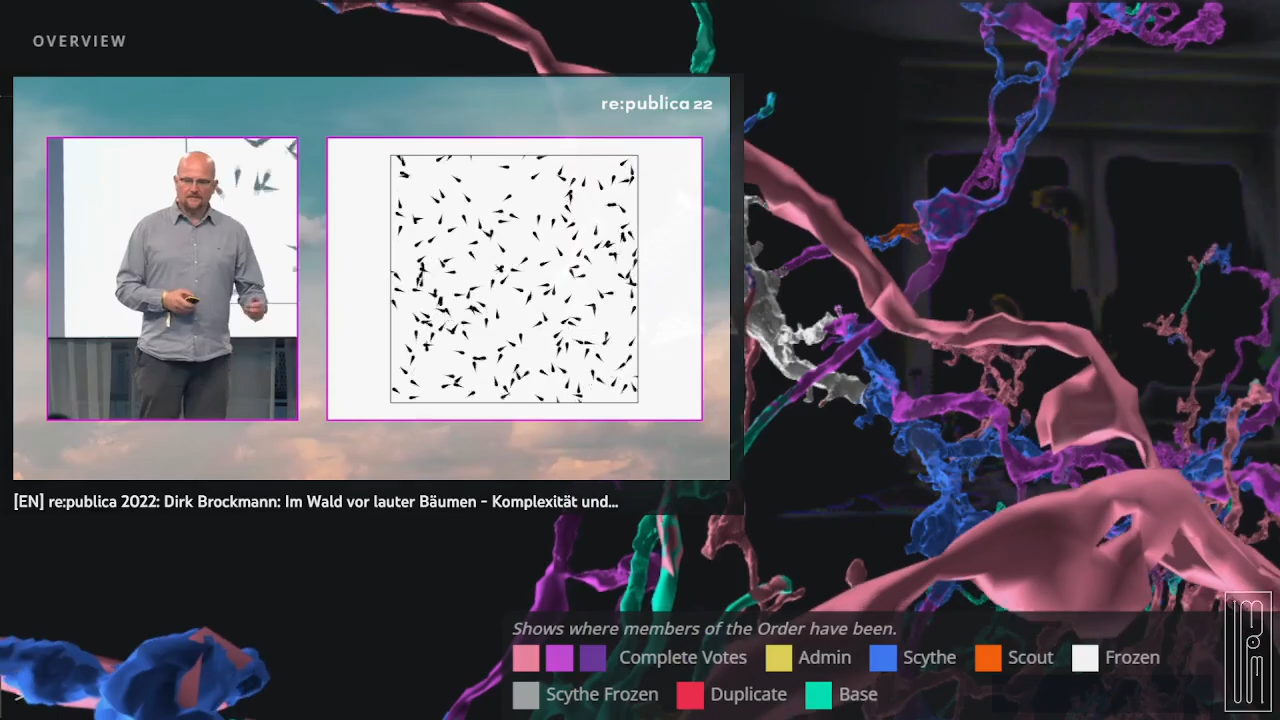 OVERVIEW
re:publica 22
[EN] re:publica 2022: Dirk Brockmann: Im Wald vor lauter Bäumen - Komplexität und...
Shows where members of the Order have been.
Complete Votes Admin Scythe Scout Frozen
Scythe Frozen Duplicate Base